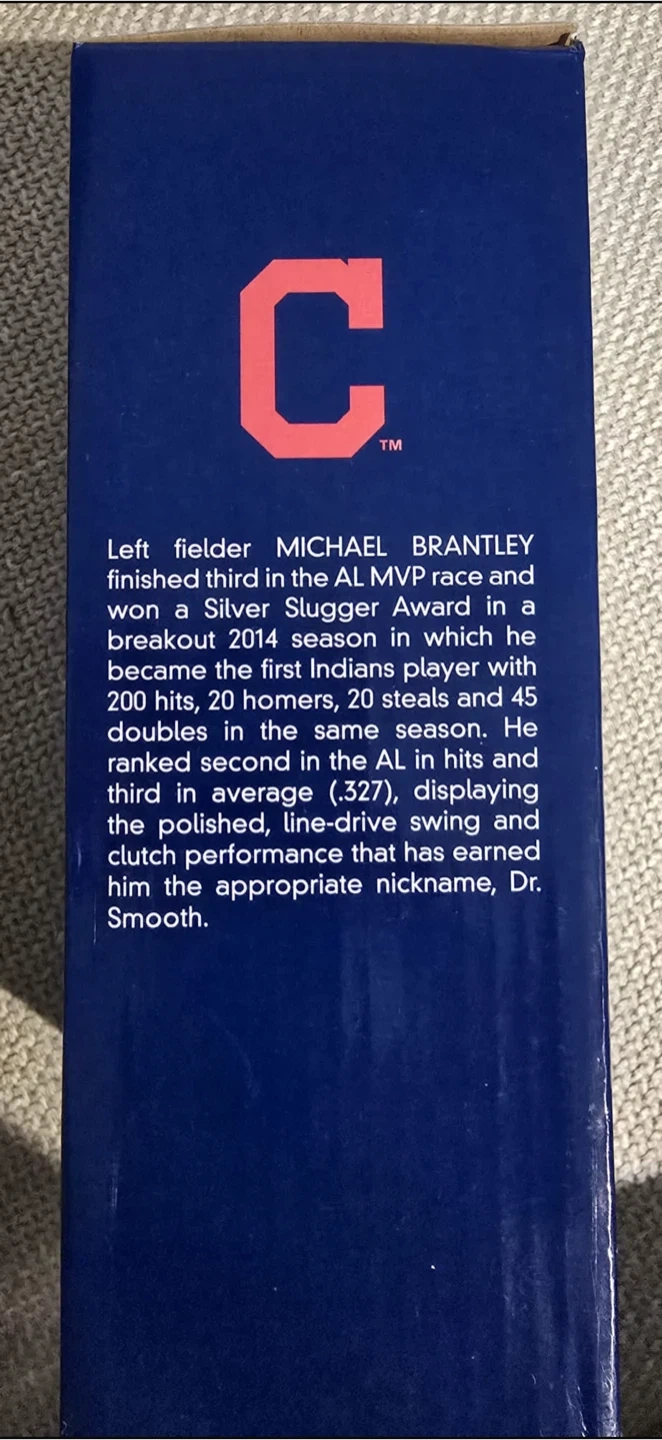 C
TM
Left fielder MICHAEL BRANTLEY
finished third in the AL MVP race and
won a Silver Slugger Award in a
breakout 2014 season in which he
became the first Indians player with
200 hits, 20 homers, 20 steals and 45
doubles in the same season. He
ranked second in the AL in hits and
third in average (.327), displaying
the polished, line-drive swing and
clutch performance that has earned
him the appropriate nickname, Dr.
Smooth.